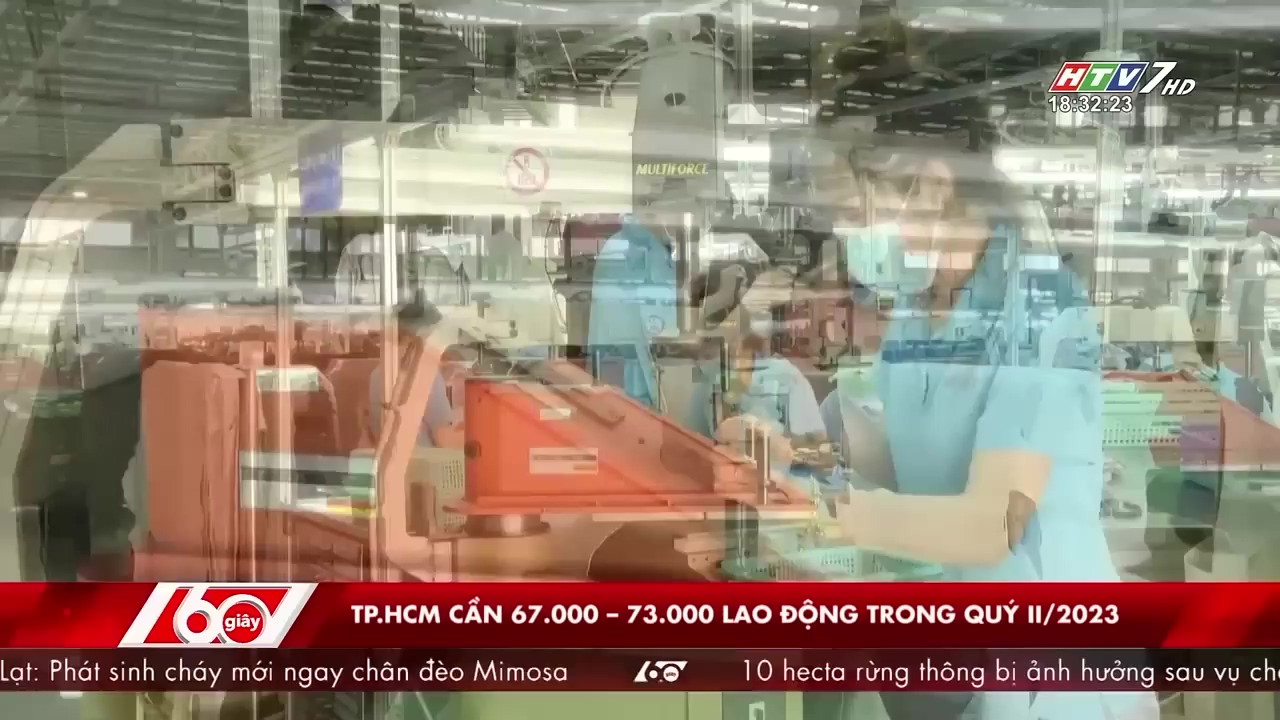 HTV7 HD
18:32:23
MULTIFORCE
60 giây
TP.HCM CẦN 67.000 – 73.000 LAO ĐỘNG TRONG QUÝ II/2023
Lạt: Phát sinh cháy mới ngay chân đèo Mimosa 60 giây 10 hecta rừng thông bị ảnh hưởng sau vụ